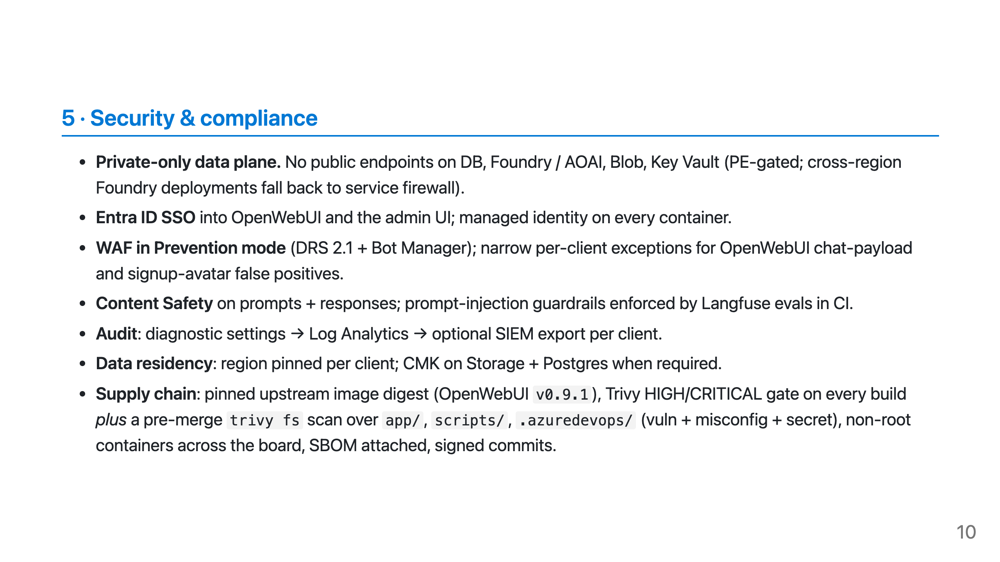 5 · Security & compliance
• Private-only data plane. No public endpoints on DB, Foundry / AOAI, Blob, Key Vault (PE-gated; cross-region
Foundry deployments fall back to service firewall).
• Entra ID SSO into OpenWebUI and the admin UI; managed identity on every container.
• WAF in Prevention mode (DRS 2.1 + Bot Manager); narrow per-client exceptions for OpenWebUI chat-payload
and signup-avatar false positives.
• Content Safety on prompts + responses; prompt-injection guardrails enforced by Langfuse evals in CI.
• Audit: diagnostic settings → Log Analytics → optional SIEM export per client.
• Data residency: region pinned per client; CMK on Storage + Postgres when required.
• Supply chain: pinned upstream image digest (OpenWebUI v0.9.1), Trivy HIGH/CRITICAL gate on every build
plus a pre-merge trivy fs scan over app/, scripts/, .azuredevops/ (vuln + misconfig + secret), non-root
containers across the board, SBOM attached, signed commits.
10